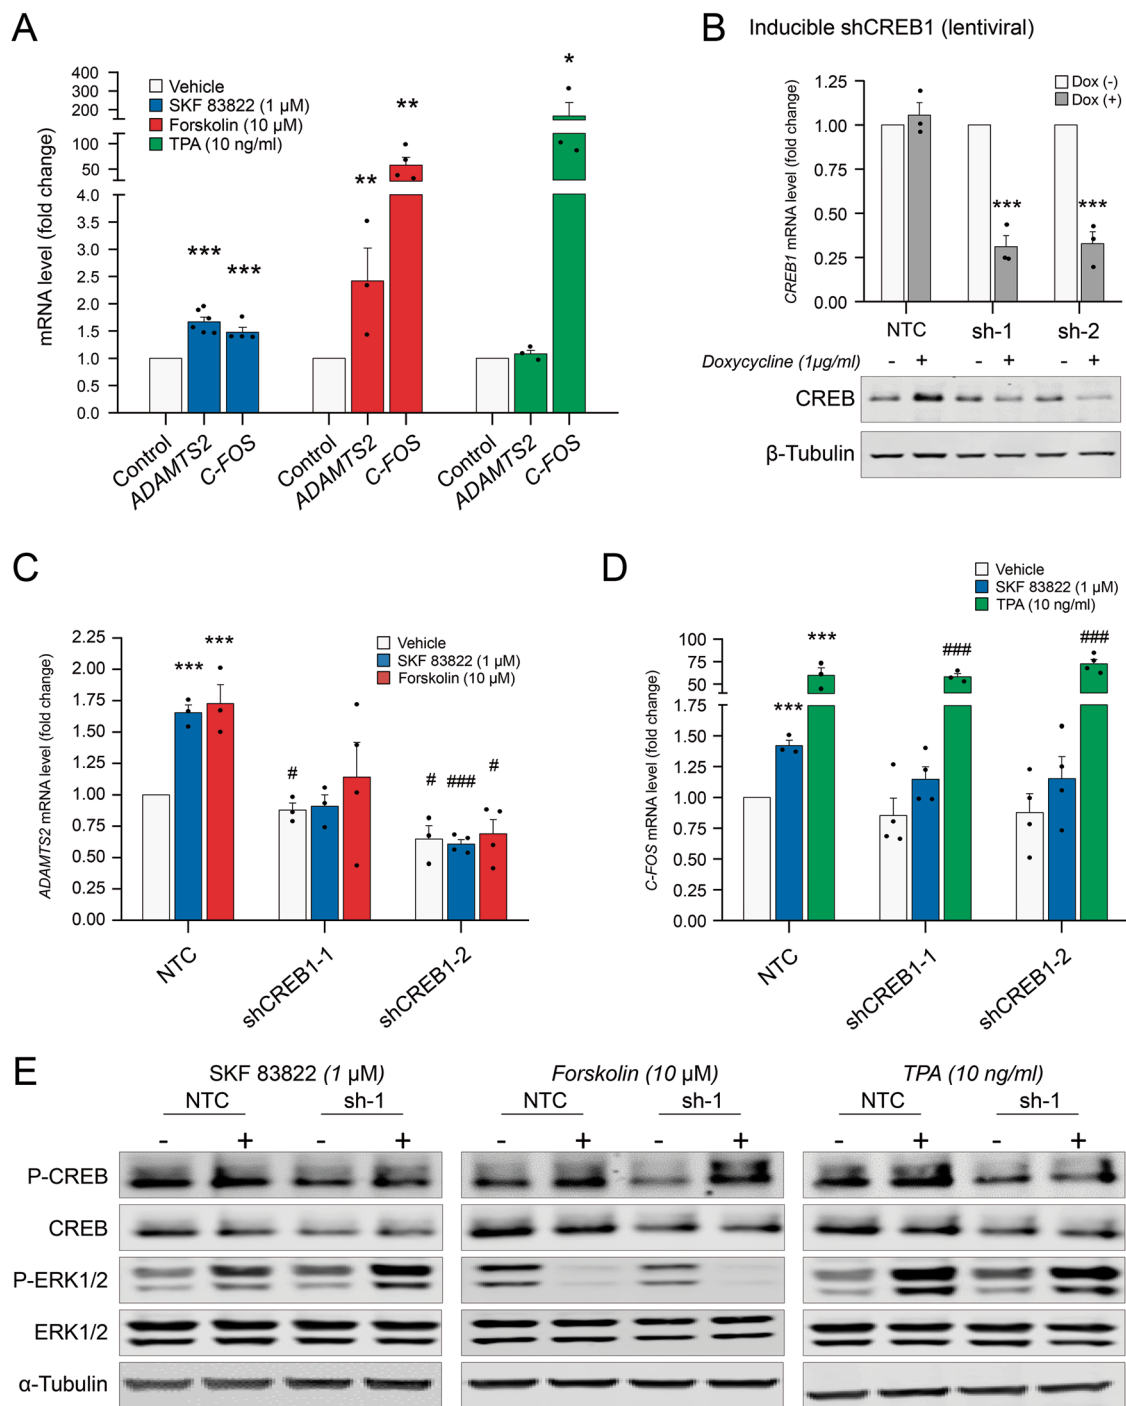 A
mRNA level (fold change)
400
300
200
100
50
4.0
3.5
3.0
2.5
2.0
1.5
1.0
0.5
0.0
Vehicle
SKF 83822 (1 µM)
Forskolin (10 µM)
TPA (10 ng/ml)
***
***
**
**
*
Control
ADAMTS2
C-FOS
Control
ADAMTS2
C-FOS
Control
ADAMTS2
C-FOS
B
Inducible shCREB1 (lentiviral)
CREB1 mRNA level (fold change)
1.25
1.00
0.75
0.50
0.25
0.00
Dox (-)
Dox (+)
***
***
NTC
sh-1
sh-2
Doxycycline (1µg/ml) - + - + - +
CREB
β-Tubulin
C
ADAMTS2 mRNA level (fold change)
2.25
2.00
1.75
1.50
1.25
1.00
0.75
0.50
0.25
0.00
Vehicle
SKF 83822 (1 µM)
Forskolin (10 µM)
***
***
#
#
###
#
NTC
shCREB1-1
shCREB1-2
D
C-FOS mRNA level (fold change)
100
75
50
1.75
1.50
1.25
1.00
0.75
0.50
0.25
0.00
Vehicle
SKF 83822 (1 µM)
TPA (10 ng/ml)
***
***
###
###
NTC
shCREB1-1
shCREB1-2
E
SKF 83822 (1 µM)
NTC
sh-1
- + - +
Forskolin (10 µM)
NTC
sh-1
- + - +
TPA (10 ng/ml)
NTC
sh-1
- + - +
P-CREB
CREB
P-ERK1/2
ERK1/2
α-Tubulin